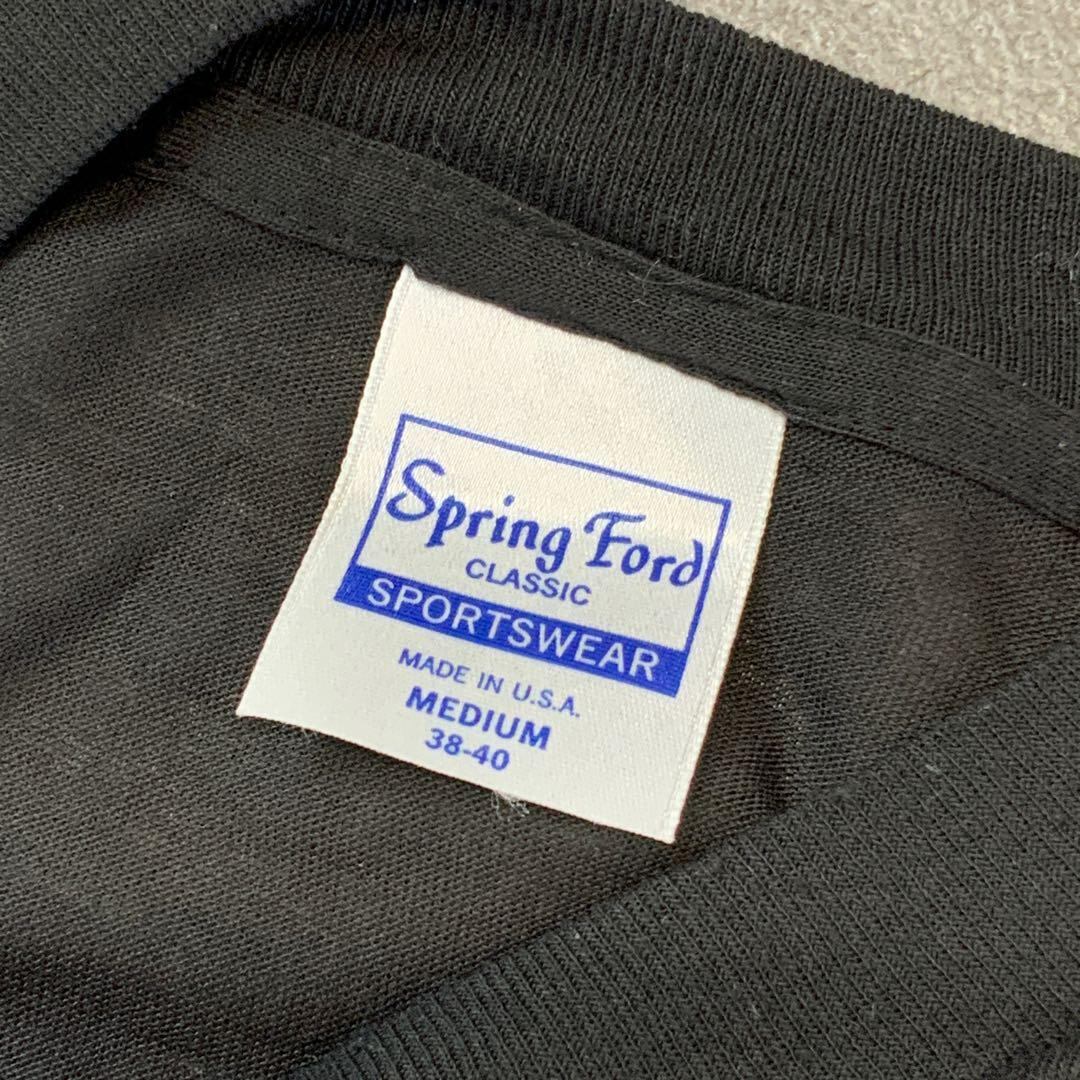 Spring Ford
CLASSIC
SPORTSWEAR
MADE IN U.S.A.
MEDIUM
38-40